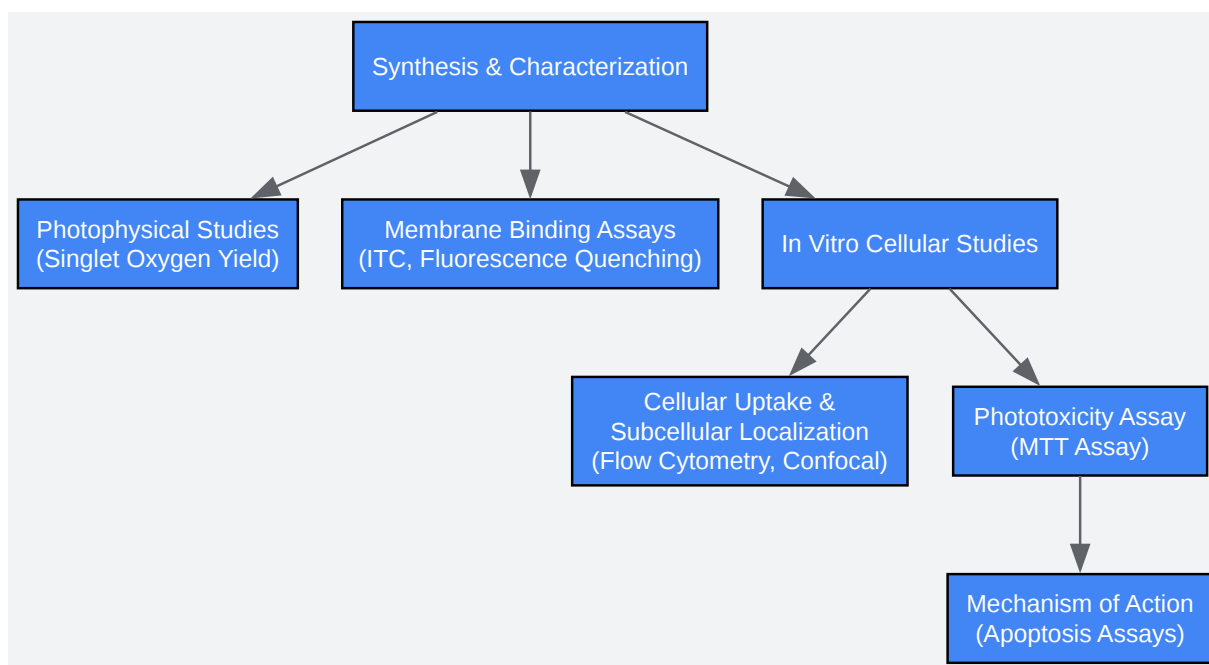 Synthesis & Characterization
Photophysical Studies
(Singlet Oxygen Yield)
Membrane Binding Assays
(ITC, Fluorescence Quenching)
In Vitro Cellular Studies
Cellular Uptake &
Subcellular Localization
(Flow Cytometry, Confocal)
Phototoxicity Assay
(MTT Assay)
Mechanism of Action
(Apoptosis Assays)